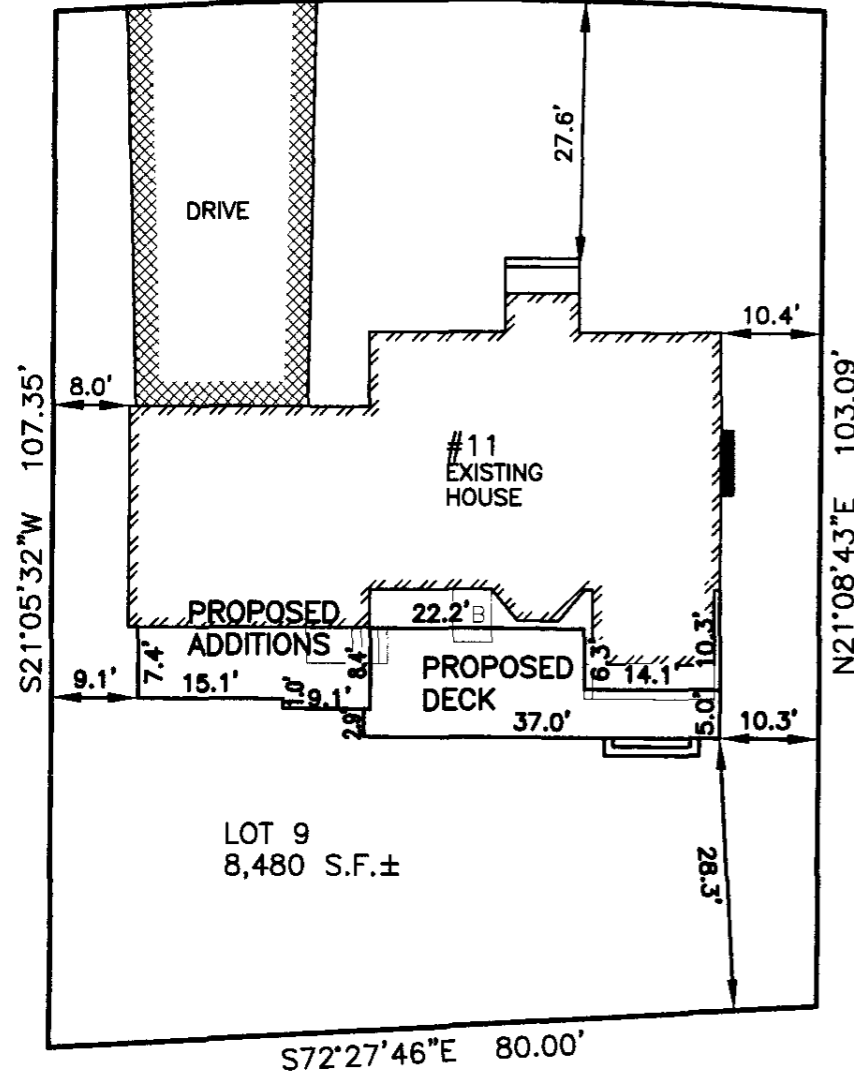 27.6'
DRIVE
10.4'
8.0'
S21°05'32"W 107.35'
N21°08'43"E 103.09'
#11
EXISTING
HOUSE
PROPOSED
ADDITIONS
22.2'
B
7.4'
8.4'
6.3'
10.3'
9.1'
15.1'
1.0'
9.1'
PROPOSED
DECK
14.1'
2.9'
37.0'
5.0'
10.3'
LOT 9
8,480 S.F.±
28.3'
S72°27'46"E 80.00'